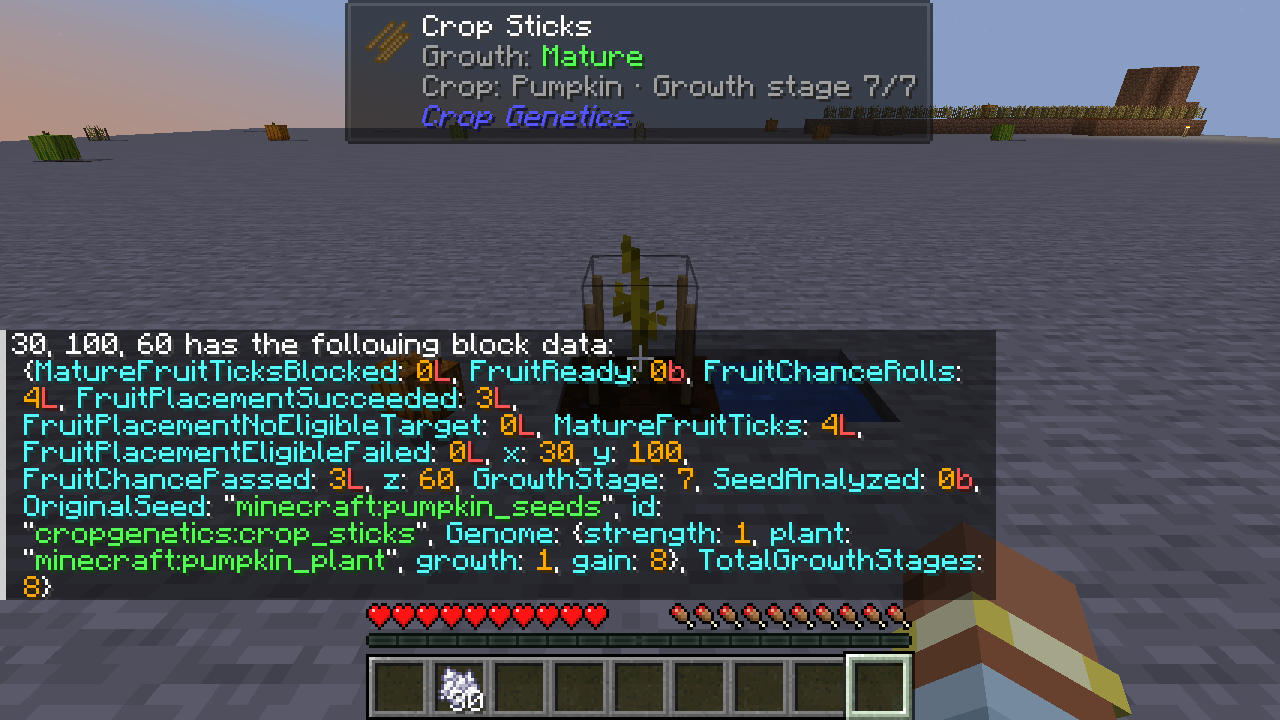 Crop Sticks
Growth: Mature
Crop: Pumpkin · Growth stage 7/7
Crop Genetics
30, 100, 60 has the following block data:
{MatureFruitTicksBlocked: 0L, FruitReady: 0b, FruitChanceRolls:
4L, FruitPlacementSucceeded: 3L,
FruitPlacementNoEligibleTarget: 0L, MatureFruitTicks: 4L,
FruitPlacementEligibleFailed: 0L, x: 30, y: 100,
FruitChancePassed: 3L, z: 60, GrowthStage: 7, SeedAnalyzed: 0b,
OriginalSeed: "minecraft:pumpkin_seeds", id:
"cropgenetics:crop_sticks", Genome: {strength: 1, plant:
"minecraft:pumpkin_plant", growth: 1, gain: 8}, TotalGrowthStages:
8}
90